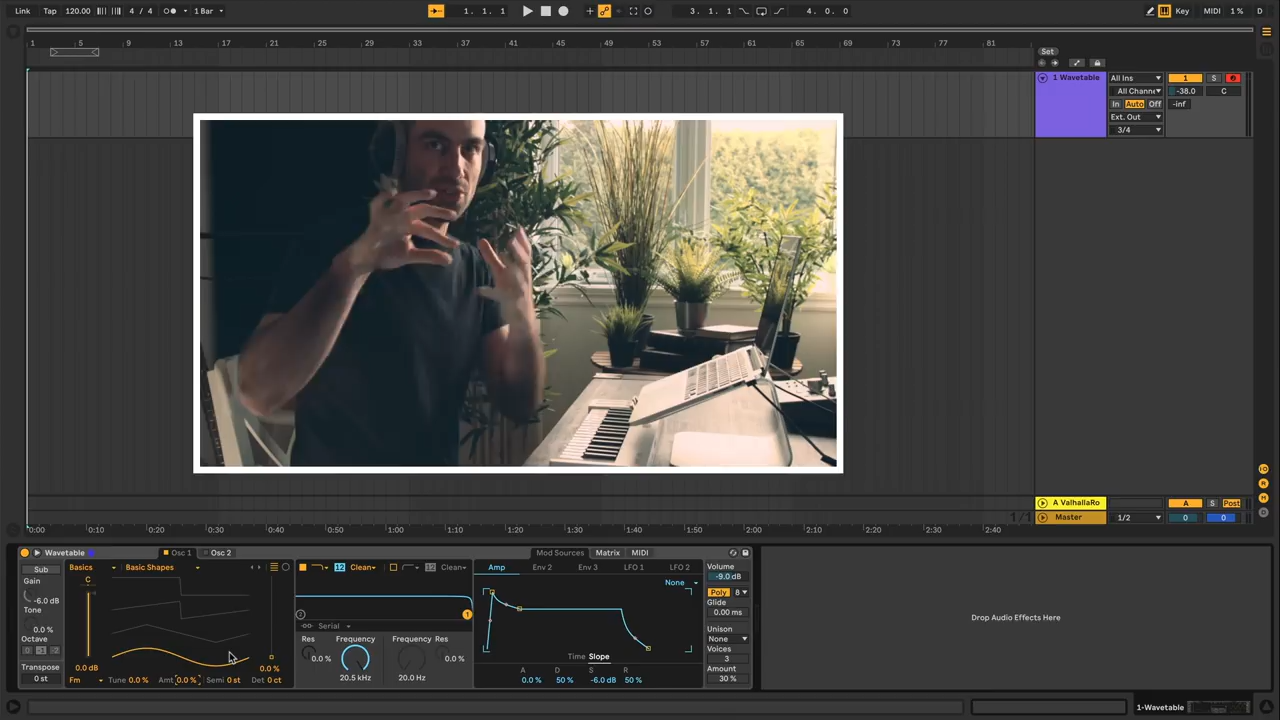 Link Tap 120.00 4 / 4 1 Bar 1. 1. 1 3. 1. 1 4. 0. 0 Key MIDI 1 % D
1 5 9 13 17 21 25 29 33 37 41 45 49 53 57 61 65 69 73 77 81
Set
1 Wavetable All Ins 1 S
All Channe -38.0 C
In Auto Off -inf
Ext. Out
3/4
A ValhallaRo A S Post
1/1 Master 1/2 0 0
0:00 0:10 0:20 0:30 0:40 0:50 1:00 1:10 1:20 1:30 1:40 1:50 2:00 2:10 2:20 2:30 2:40
Wavetable Osc 1 Osc 2 Mod Sources Matrix MIDI
Sub Basics Basic Shapes 12 Clean 12 Clean Amp Env 2 Env 3 LFO 1 LFO 2 Volume
-9.0 dB
Gain C None Poly 8
-6.0 dB Glide
Tone 0.00 ms
0.0 % Serial Unison
Octave Res Frequency Frequency Res None
0 -1 -2 0.0 % 0.0 % Time Slope Voices
Transpose 0.0 dB 0.0 % 20.5 kHz 20.0 Hz A D S R 3
0 st Fm Tune 0.0 % Amt 0.0 % Semi 0 st Det 0 ct 0.0 % 50 % -6.0 dB 50 % Amount
30 %
Drop Audio Effects Here
1-Wavetable